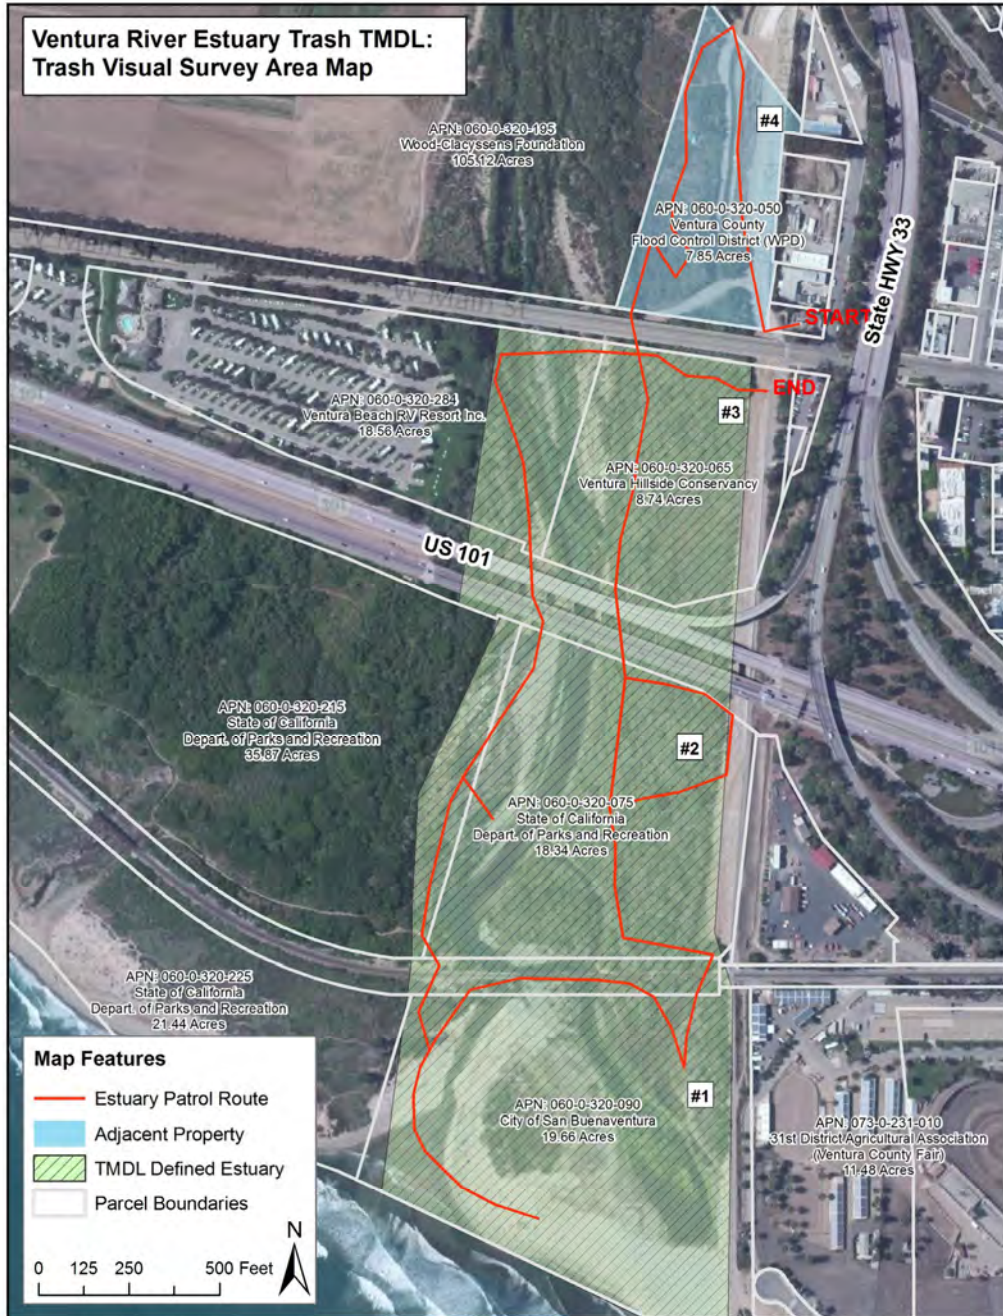 Ventura River Estuary Trash TMDL:
Trash Visual Survey Area Map
#4
APN: 060-0-320-195
Wood-Claeyssens Foundation
105.12 Acres
APN: 060-0-320-050
Ventura County
Flood Control District (WPD)
7.85 Acres
State HWY 33
START
END
#3
APN: 060-0-320-284
Ventura Beach RV Resort Inc.
18.56 Acres
APN: 060-0-320-065
Ventura Hillside Conservancy
8.74 Acres
US 101
APN: 060-0-320-215
State of California
Depart. of Parks and Recreation
35.87 Acres
#2
APN: 060-0-320-075
State of California
Depart. of Parks and Recreation
18.34 Acres
APN: 060-0-320-225
State of California
Depart. of Parks and Recreation
21.44 Acres
#1
APN: 060-0-320-090
City of San Buenaventura
19.66 Acres
APN: 073-0-231-010
31st District Agricultural Association
(Ventura County Fair)
11.48 Acres
Map Features
Estuary Patrol Route
Adjacent Property
TMDL Defined Estuary
Parcel Boundaries
N
0 125 250 500 Feet